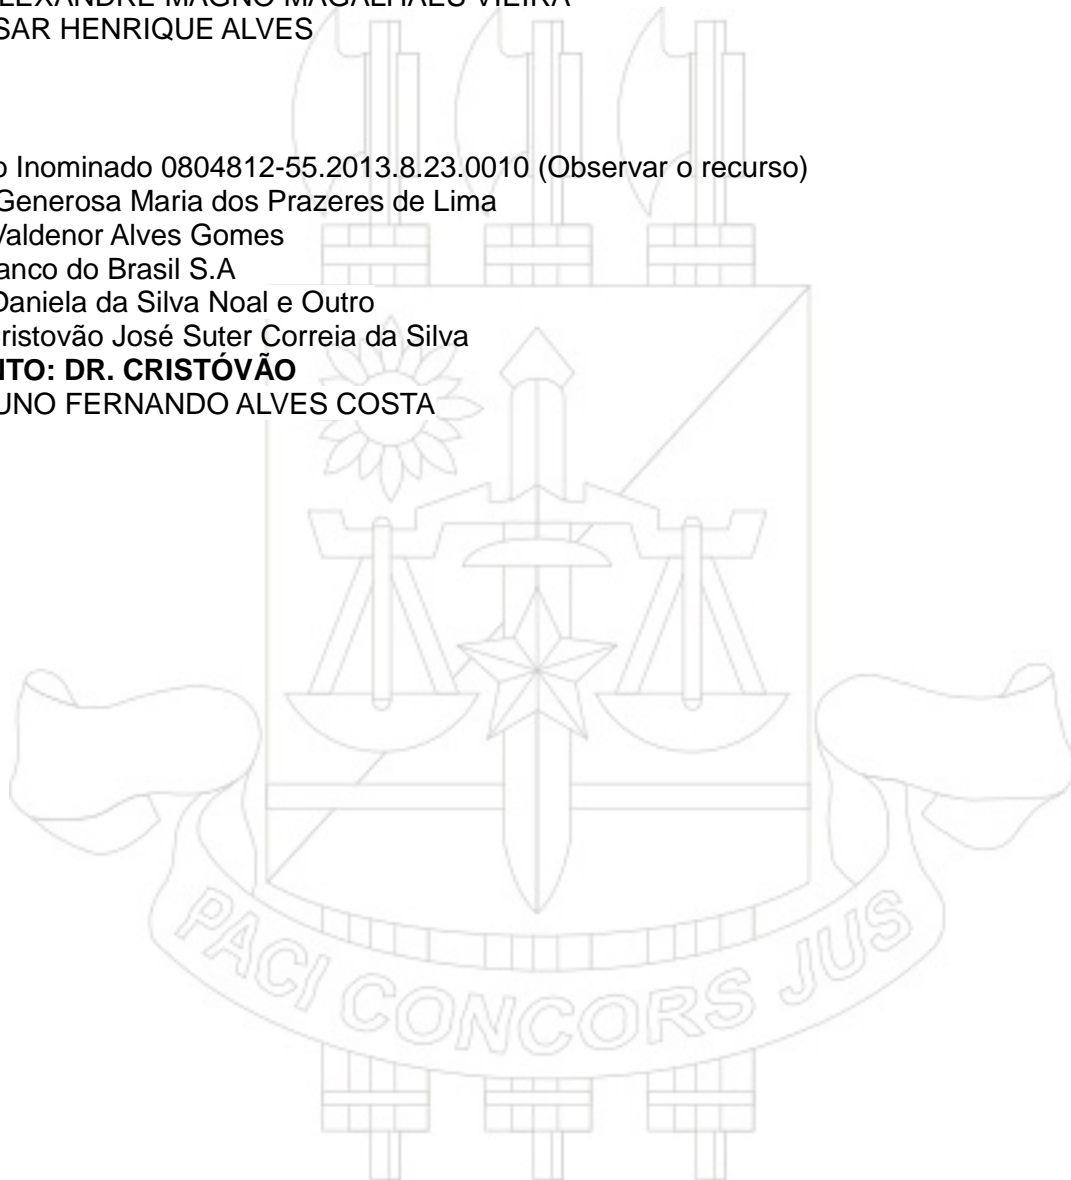 LEXANDRE MAGNO MAGALHÃES VIEIRA
SAR HENRIQUE ALVES
o Inominado 0804812-55.2013.8.23.0010 (Observar o recurso)
Generosa Maria dos Prazeres de Lima
Valdenor Alves Gomes
anco do Brasil S.A
Daniela da Silva Noal e Outro
ristovão José Suter Correia da Silva
NTO: DR. CRISTÓVÃO
UNO FERNANDO ALVES COSTA
PACI CONCORS JUS